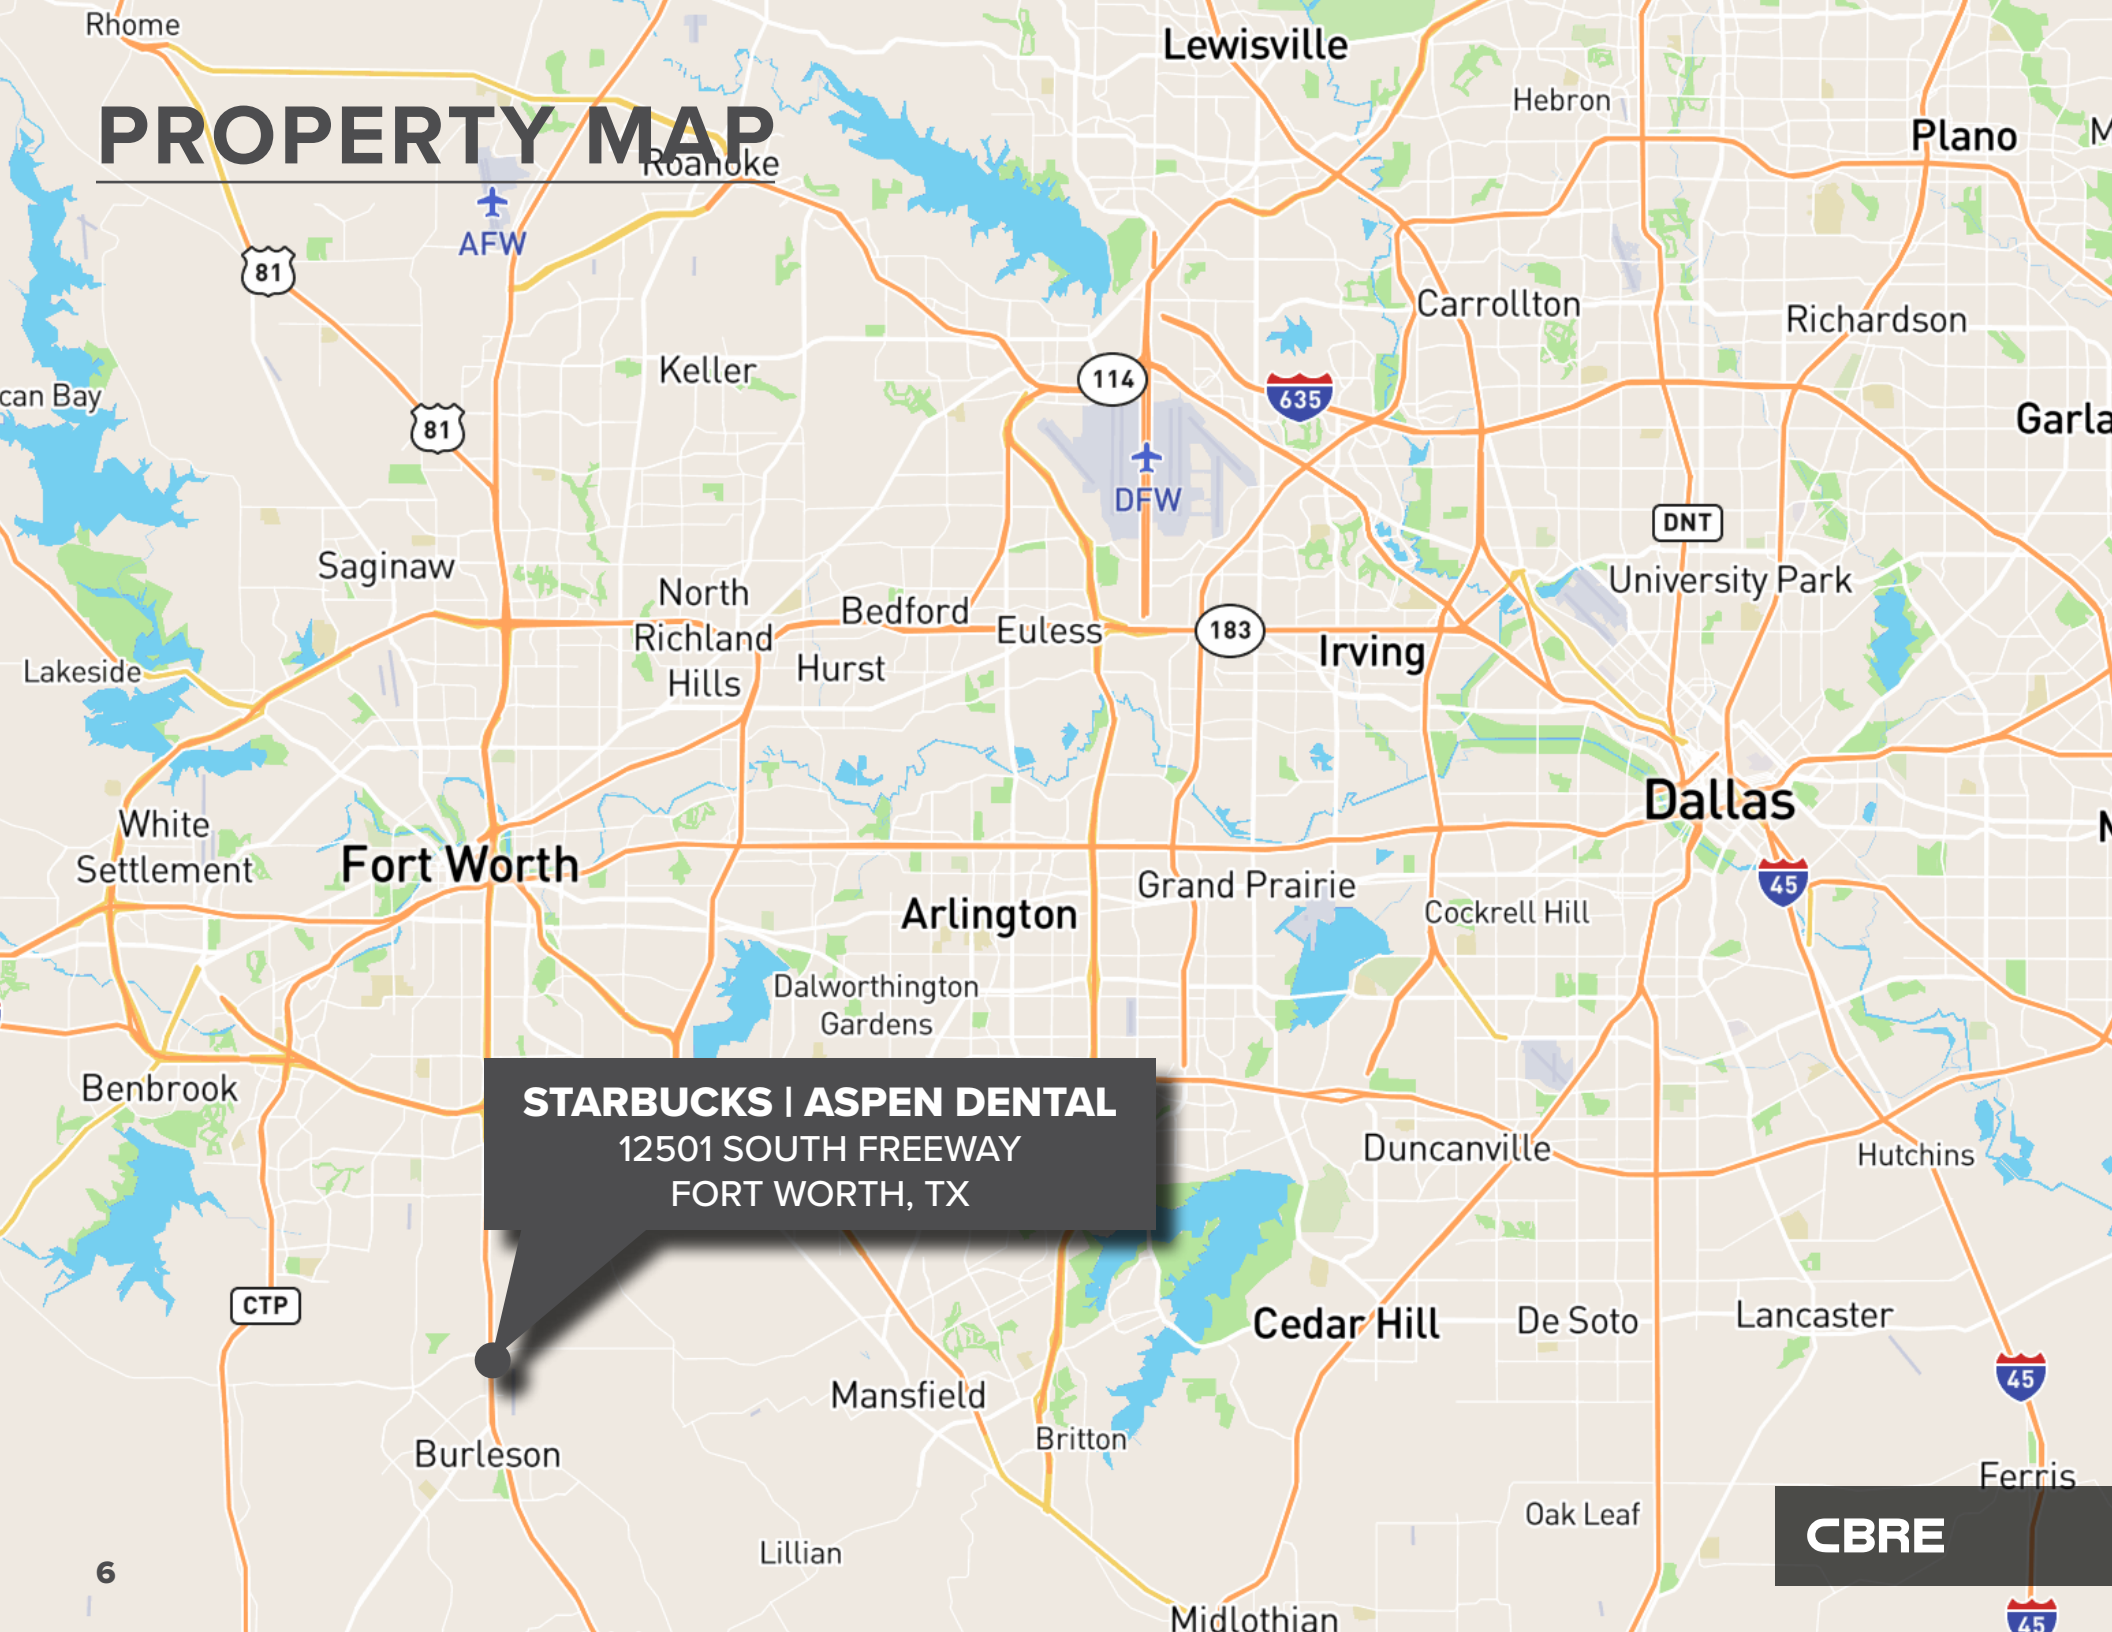 Rhome
Lewisville
Hebron
PROPERTY MAP
Plano
Roanoke
AFW
81
Carrollton
Richardson
Keller
114
635
can Bay
81
Garla
DFW
DNT
Saginaw
University Park
North
Richland
Hills
Bedford
Euless
183
Irving
Hurst
Lakeside
Dallas
White
Settlement
Fort Worth
Grand Prairie
45
Arlington
Cockrell Hill
Dalworthington
Gardens
Benbrook
STARBUCKS | ASPEN DENTAL
12501 SOUTH FREEWAY
FORT WORTH, TX
Duncanville
Hutchins
CTP
Cedar Hill
De Soto
Lancaster
45
Mansfield
Britton
Burleson
Ferris
Oak Leaf
CBRE
Lillian
6
Midlothian
45